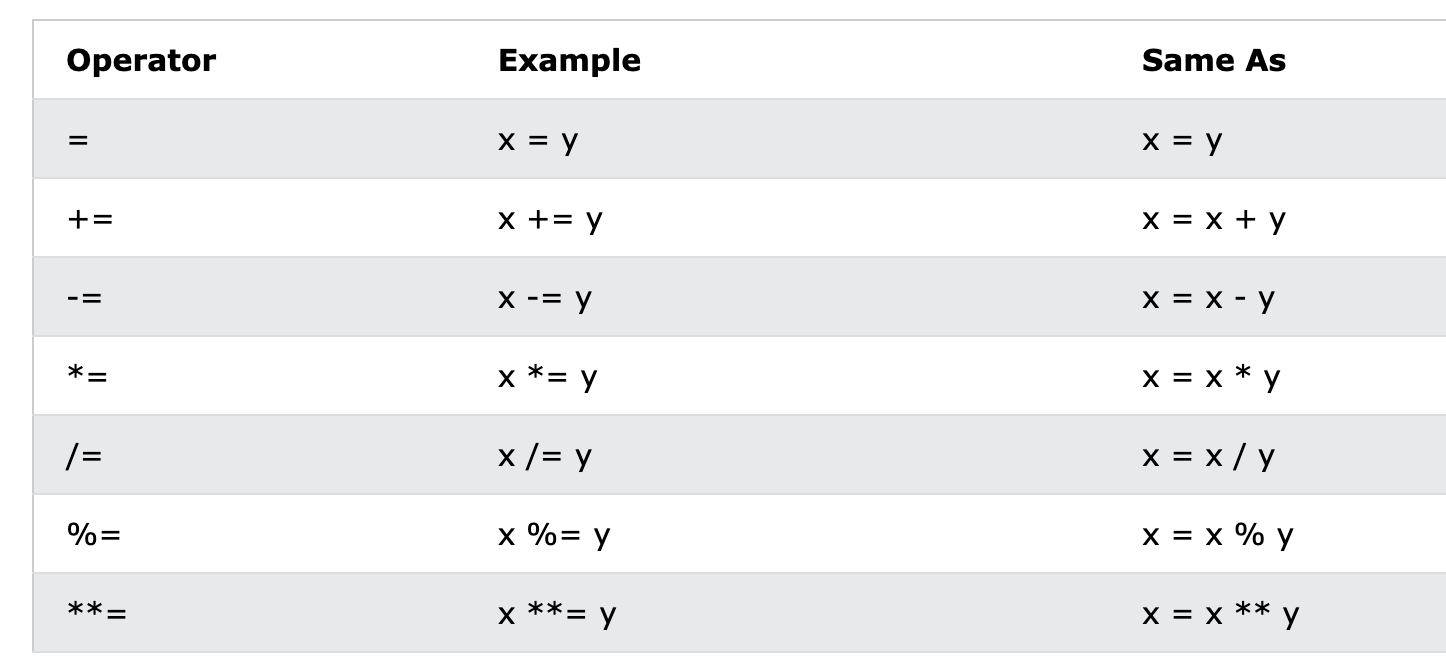 Operator Example Same As
= x = y x = y
+= x += y x = x + y
-= x -= y x = x - y
*= x *= y x = x * y
/= x /= y x = x / y
%= x %= y x = x % y
**= x **= y x = x ** y